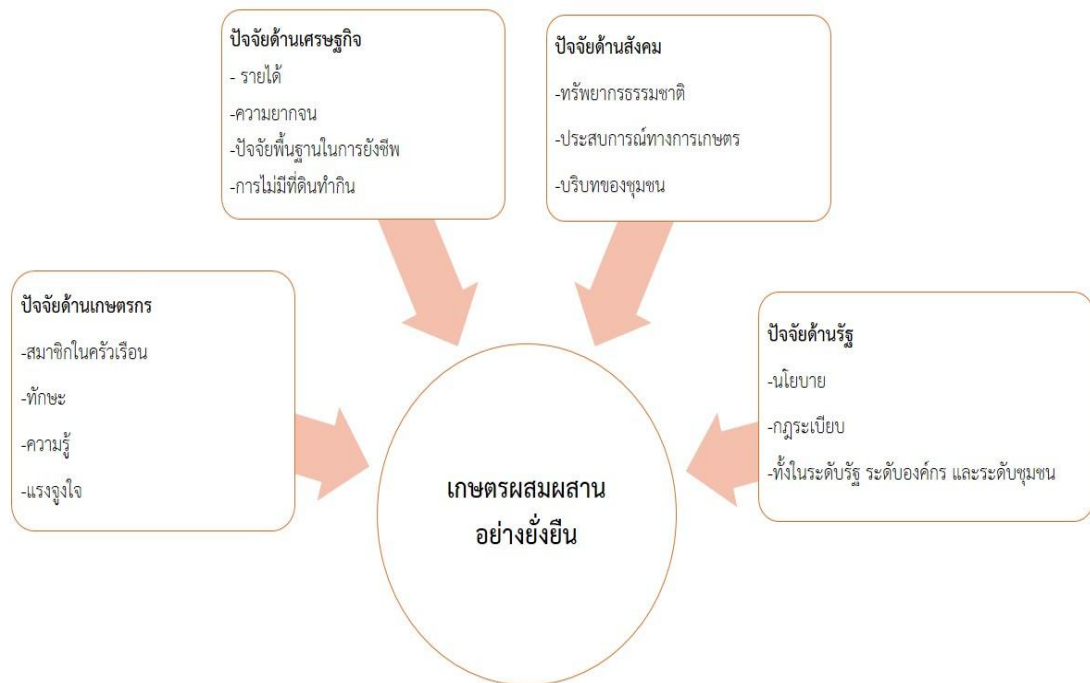 ปัจจัยด้านเศรษฐกิจ
- รายได้
-ความยากจน
-ปัจจัยพื้นฐานในการยังชีพ
-การไม่มีที่ดินทำกิน
ปัจจัยด้านสังคม
-ทรัพยากรธรรมชาติ
-ประสบการณ์ทางการเกษตร
-บริบทของชุมชน
ปัจจัยด้านเกษตรกร
-สมาชิกในครัวเรือน
-ทักษะ
-ความรู้
-แรงจูงใจ
ปัจจัยด้านรัฐ
-นโยบาย
-กฎระเบียบ
-ทั้งในระดับรัฐ ระดับองค์กร และระดับชุมชน
เกษตรผสมผสาน
อย่างยั่งยืน